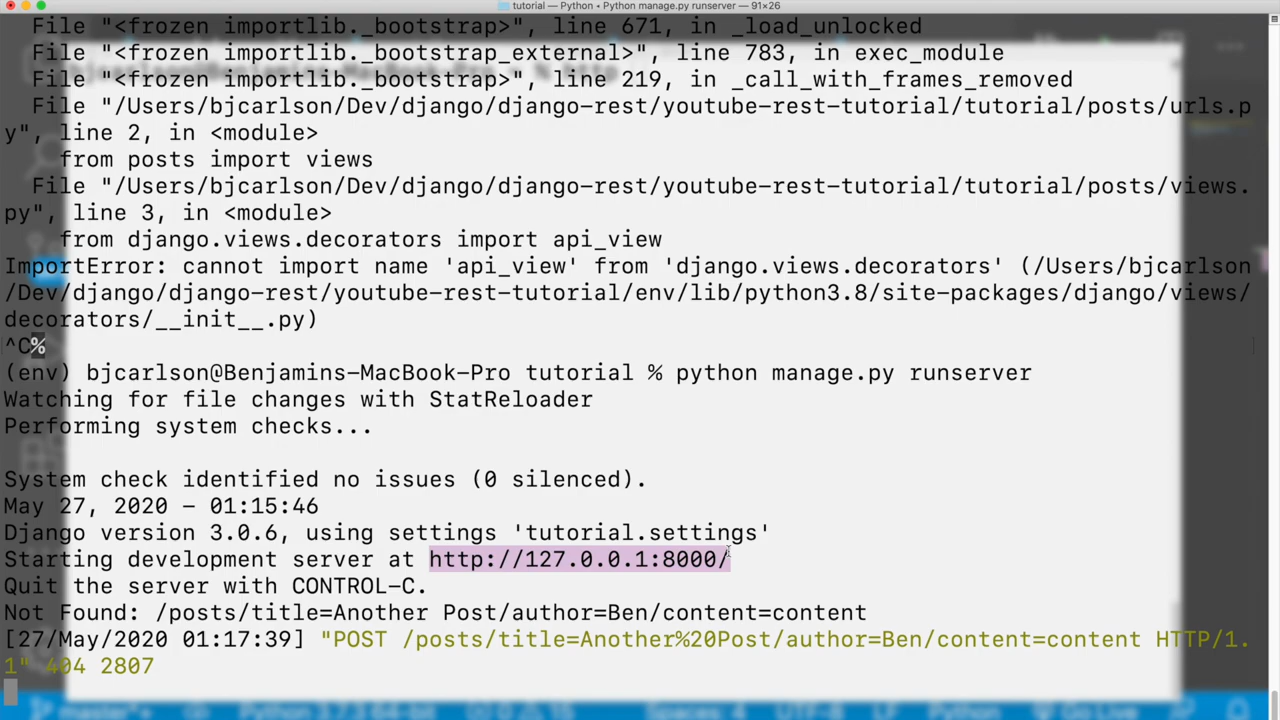 tutorial — Python • Python manage.py runserver — 91×26
File "<frozen importlib._bootstrap>", line 671, in _load_unlocked
File "<frozen importlib._bootstrap_external>", line 783, in exec_module
File "<frozen importlib._bootstrap>", line 219, in _call_with_frames_removed
File "/Users/bjcarlson/Dev/django/django-rest/youtube-rest-tutorial/tutorial/posts/urls.p
y", line 2, in <module>
from posts import views
File "/Users/bjcarlson/Dev/django/django-rest/youtube-rest-tutorial/tutorial/posts/views.
py", line 3, in <module>
from django.views.decorators import api_view
ImportError: cannot import name 'api_view' from 'django.views.decorators' (/Users/bjcarlson
/Dev/django/django-rest/youtube-rest-tutorial/env/lib/python3.8/site-packages/django/views/
decorators/__init__.py)
^C%
(env) bjcarlson@Benjamins-MacBook-Pro tutorial % python manage.py runserver
Watching for file changes with StatReloader
Performing system checks...
System check identified no issues (0 silenced).
May 27, 2020 - 01:15:46
Django version 3.0.6, using settings 'tutorial.settings'
Starting development server at http://127.0.0.1:8000/
Quit the server with CONTROL-C.
Not Found: /posts/title=Another Post/author=Ben/content=content
[27/May/2020 01:17:39] "POST /posts/title=Another%20Post/author=Ben/content=content HTTP/1.
1" 404 2807